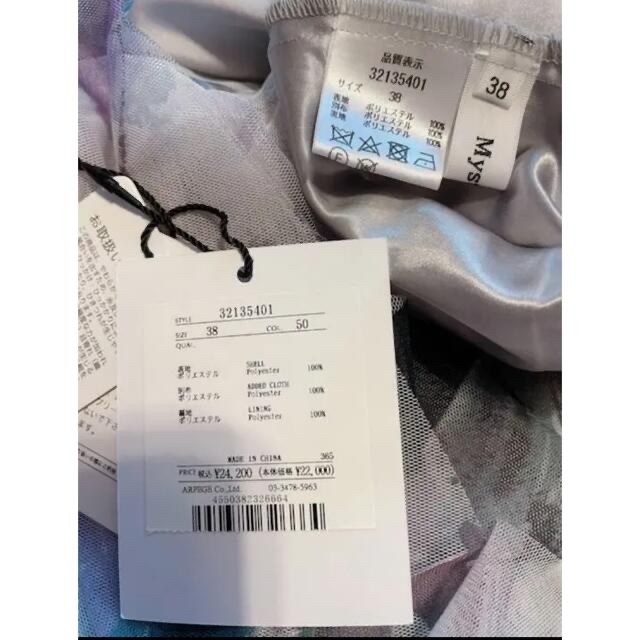 品質表示
32135401
サイズ 38
表地 ポリエステル 100%
別布 ポリエステル 100%
裏地 ポリエステル 100%
38
Mys
お取扱い
STYLE 32135401
SIZE 38 COL. 50
QUAL.
表地 SHELL
ポリエステル Polyester 100%
別布 ADDED CLOTH
ポリエステル Polyester 100%
裏地 LINING
ポリエステル Polyester 100%
MADE IN CHINA 365
PRICE 税込 ¥24,200 (本体価格 ¥22,000)
ARPEGE Co.,Ltd. 03-3478-5963
4550382326664